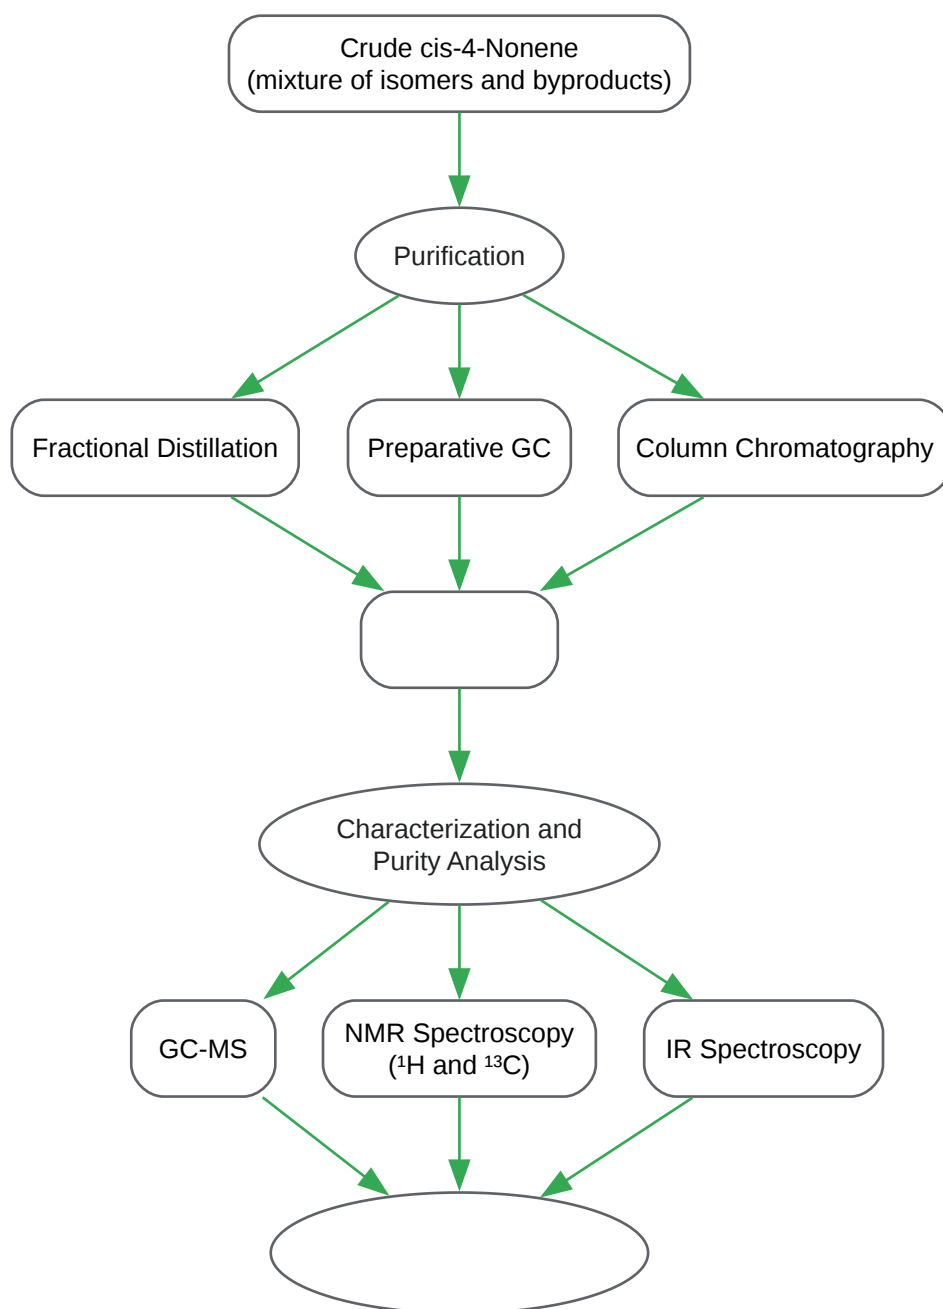 Crude cis-4-Nonene
(mixture of isomers and byproducts)
Purification
Fractional Distillation
Preparative GC
Column Chromatography
Characterization and
Purity Analysis
GC-MS
NMR Spectroscopy
(¹H and ¹³C)
IR Spectroscopy